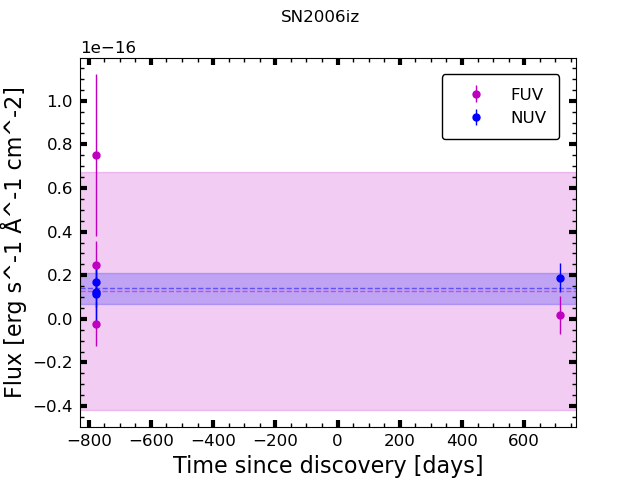 SN2006iz
1e−16
FUV
NUV
1.0
0.8
0.6
0.4
0.2
0.0
−0.2
−0.4
Flux [erg s^-1 Å^-1 cm^-2]
−800 −600 −400 −200 0 200 400 600
Time since discovery [days]